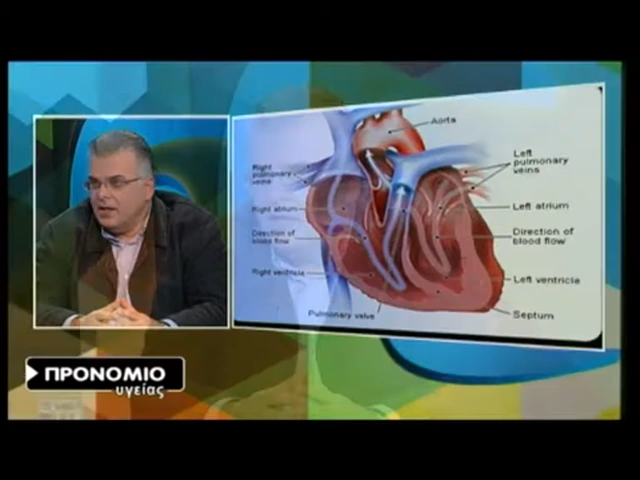 Aorta
Right
pulmonary
veins
Left
pulmonary
veins
Right atrium
Left atrium
Direction of
blood flow
Direction of
blood flow
Right ventricle
Left ventricle
Pulmonary valve
Septum
ΠΡΟΝΟΜΙΟ
υγείας